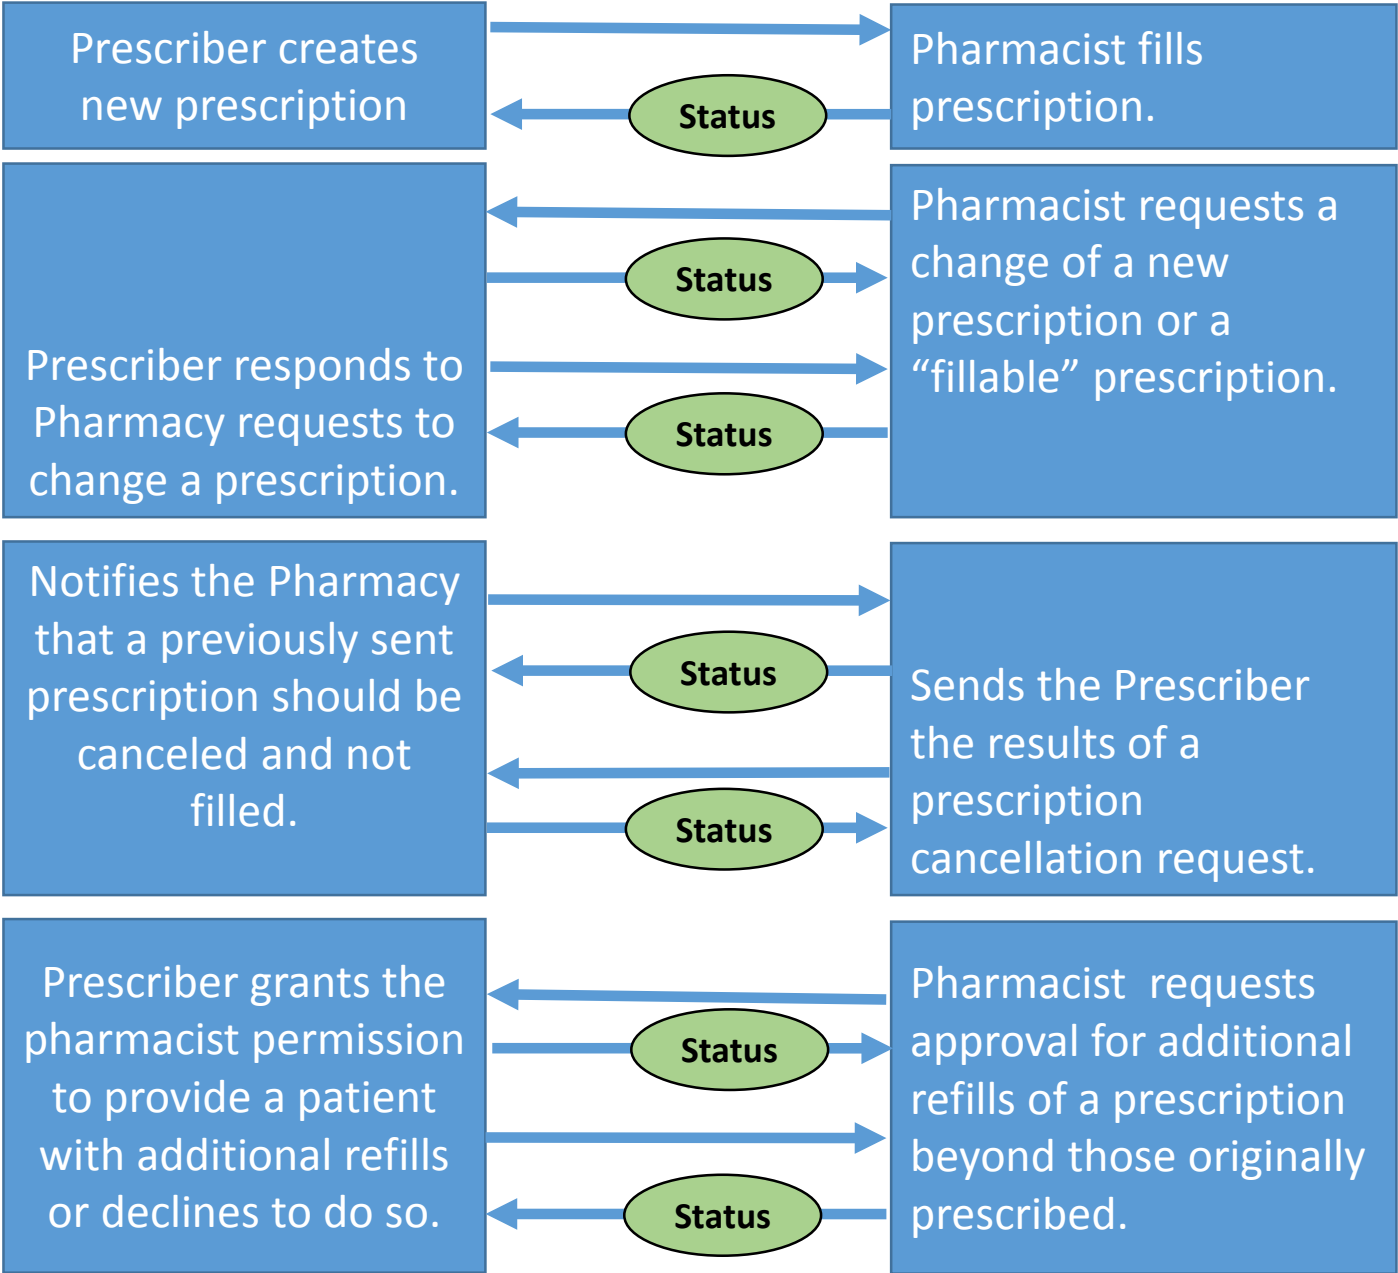 Prescriber creates
new prescription
Status
Pharmacist fills
prescription.
Prescriber responds to
Pharmacy requests to
change a prescription.
Status
Status
Pharmacist requests a
change of a new
prescription or a
“fillable” prescription.
Notifies the Pharmacy
that a previously sent
prescription should be
canceled and not
filled.
Status
Status
Sends the Prescriber
the results of a
prescription
cancellation request.
Prescriber grants the
pharmacist permission
to provide a patient
with additional refills
or declines to do so.
Status
Status
Pharmacist  requests
approval for additional
refills of a prescription
beyond those originally
prescribed.